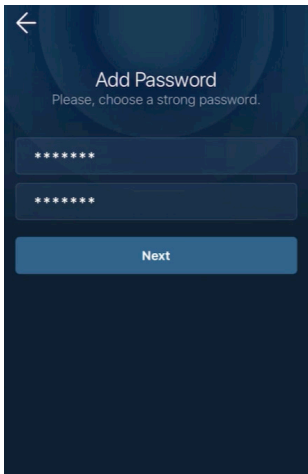 Add Password
Please, choose a strong password.
*******
*******
Next